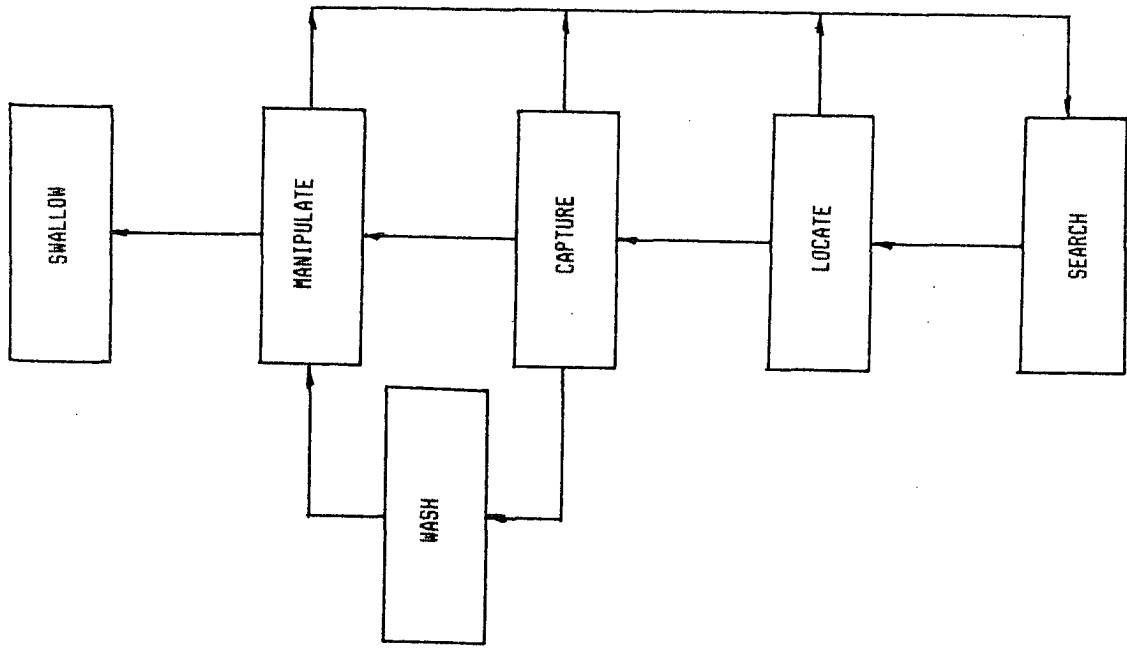 WASH
SEARCH
LOCATE
CAPTURE
MANIPULATE
SWALLOW